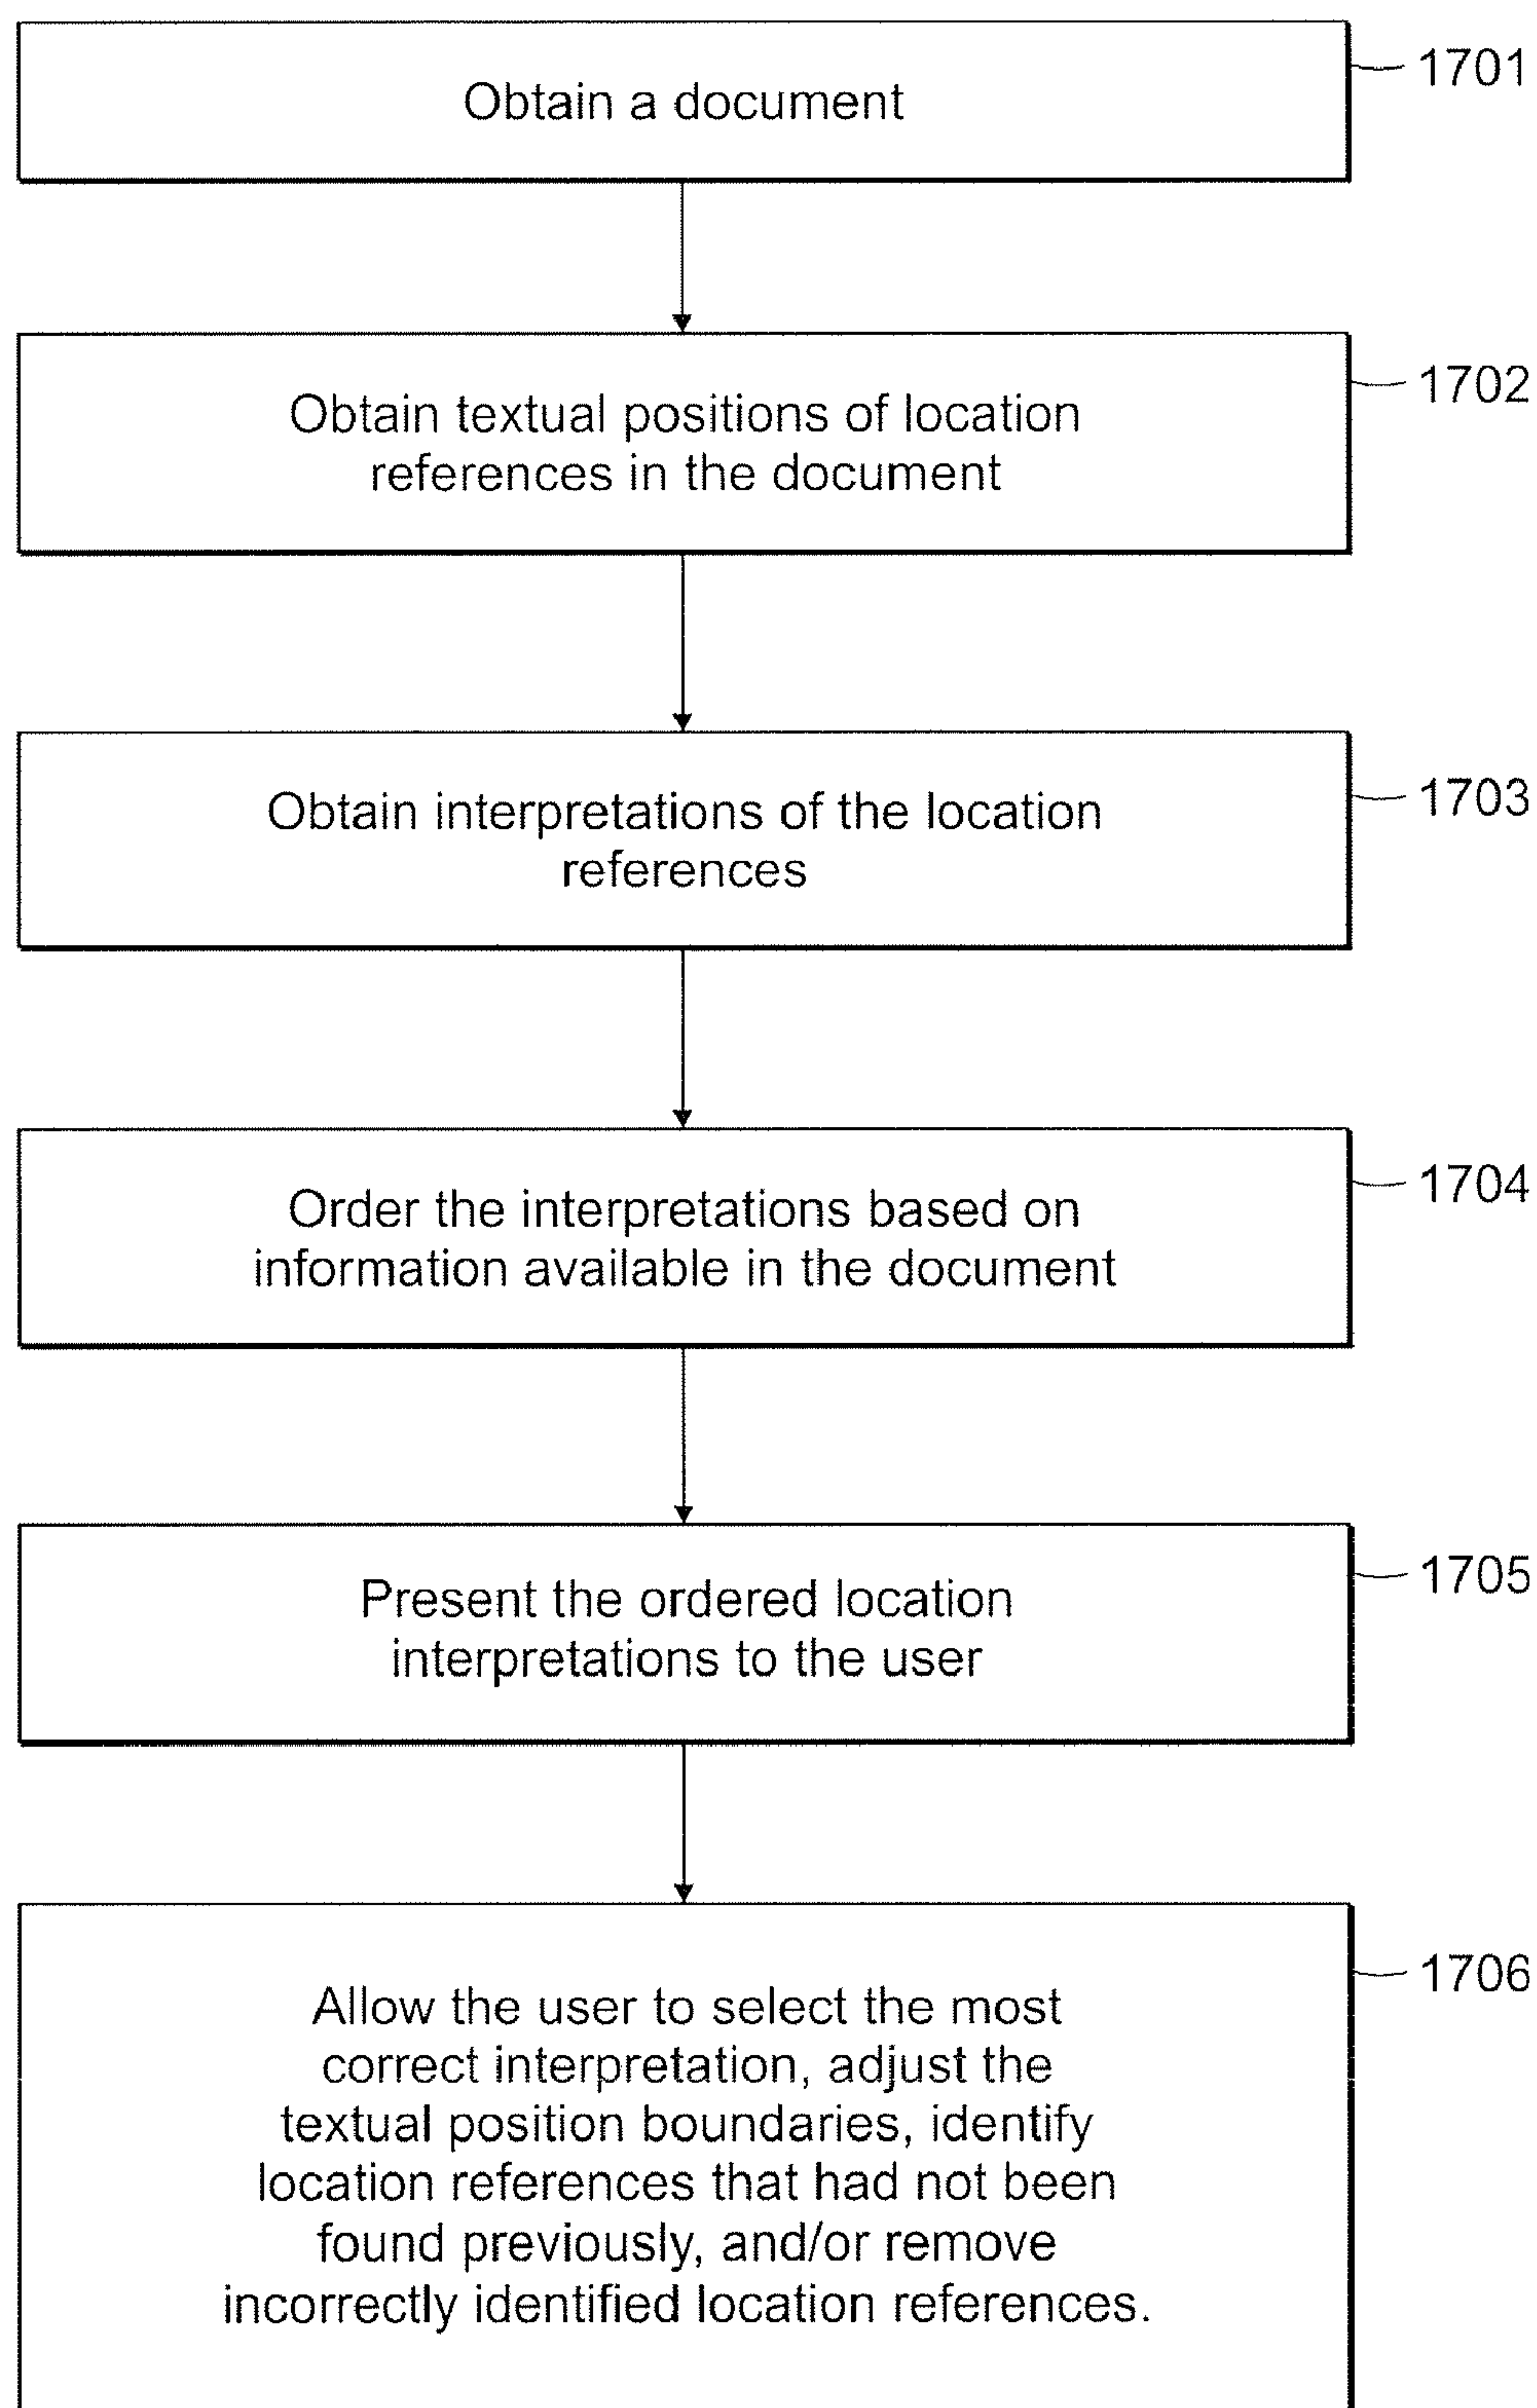 Obtain a document
1701
Obtain textual positions of location
references in the document
1702
Obtain interpretations of the location
references
1703
Order the interpretations based on
information available in the document
1704
Present the ordered location
interpretations to the user
1705
Allow the user to select the most
correct interpretation, adjust the
textual position boundaries, identify
location references that had not been
found previously, and/or remove
incorrectly identified location references.
1706